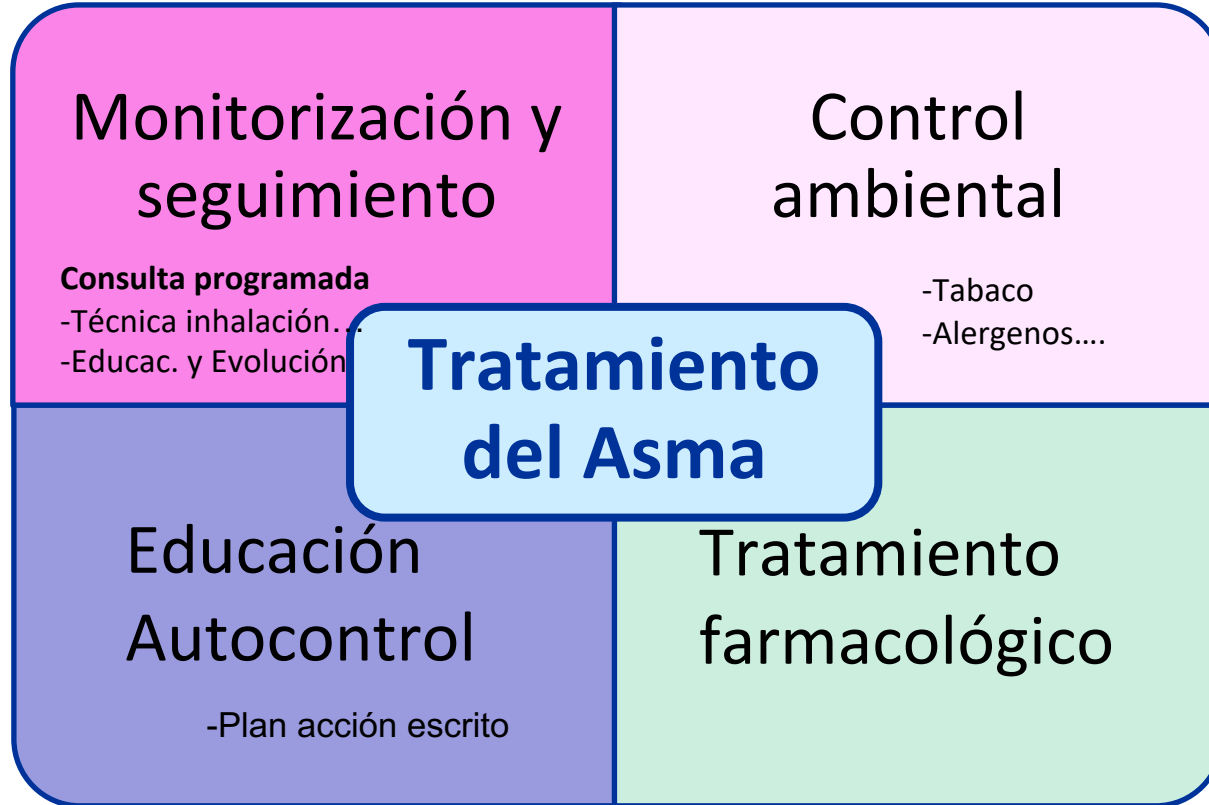 Monitorización y
seguimiento
Consulta programada
-Técnica inhalación…
-Educac. y Evolución
Control
ambiental
-Tabaco
-Alergenos….
Tratamiento
del Asma
Educación
Autocontrol
-Plan acción escrito
Tratamiento
farmacológico